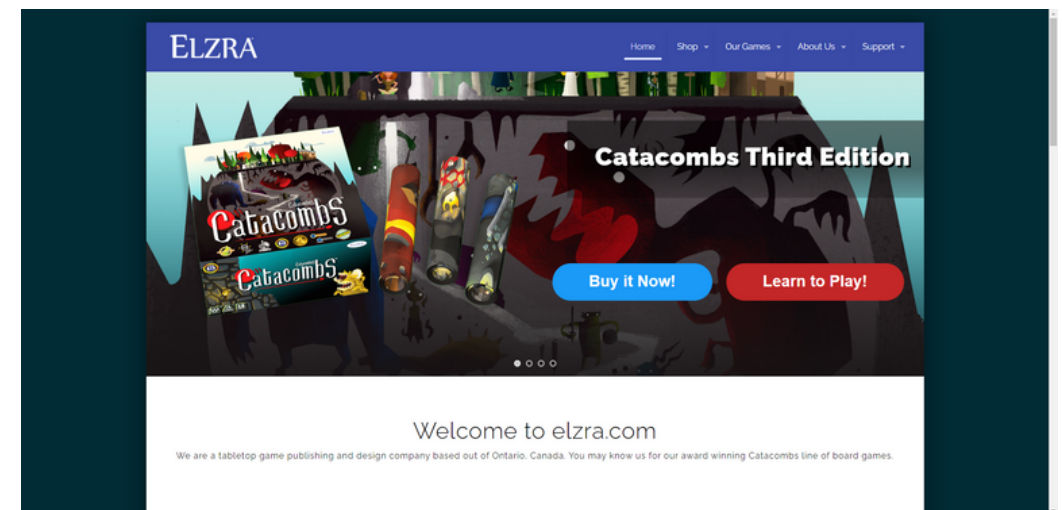 ELZRA
Home Shop Our Games About Us Support
Catacombs Third Edition
Catacombs
Catacombs
Buy it Now! Learn to Play!
Welcome to elzra.com
We are a tabletop game publishing and design company based out of Ontario, Canada. You may know us for our award winning Catacombs line of board games.